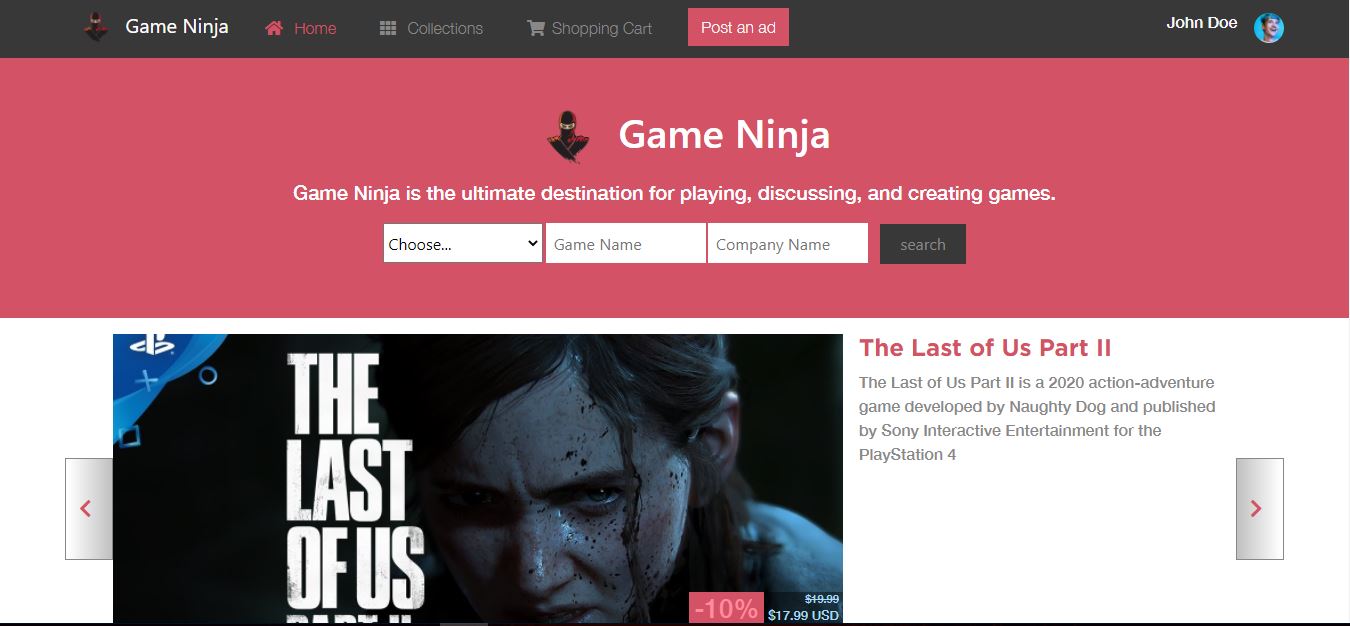 Game Ninja Home Collections Shopping Cart Post an ad John Doe
Game Ninja
Game Ninja is the ultimate destination for playing, discussing, and creating games.
Choose... Game Name Company Name search
THE
LAST
OF US
PART II
The Last of Us Part II
The Last of Us Part II is a 2020 action-adventure
game developed by Naughty Dog and published
by Sony Interactive Entertainment for the
PlayStation 4
-10% $19.99
$17.99 USD